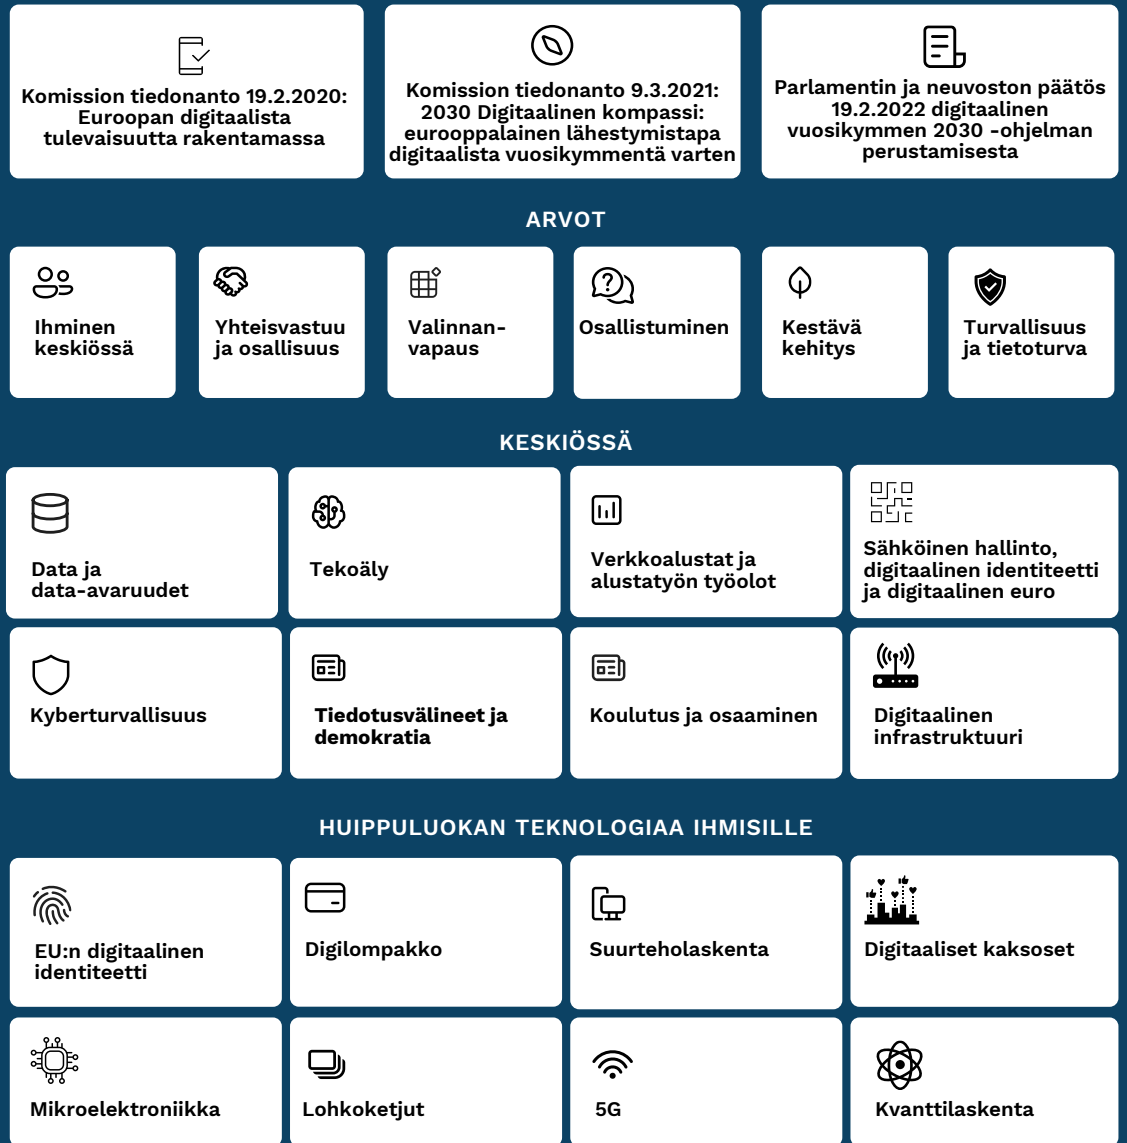 Komission tiedonanto 19.2.2020:
Euroopan digitaalista
tulevaisuutta rakentamassa
Komission tiedonanto 9.3.2021:
2030 Digitaalinen kompassi:
eurooppalainen lähestymistapa
digitaalista vuosikymmentä varten
Parlamentin ja neuvoston päätös
19.2.2022 digitaalinen
vuosikymmen 2030 -ohjelman
perustamisesta
ARVOT
Ihminen
keskiössä
Yhteisvastuu
ja osallisuus
Valinnan-
vapaus
Osallistuminen
Kestävä
kehitys
Turvallisuus
ja tietoturva
KESKIÖSSÄ
Data ja
data-avaruudet
Tekoäly
Verkkoalustat ja
alustatyön työolot
Sähköinen hallinto,
digitaalinen identiteetti
ja digitaalinen euro
Kyberturvallisuus
Tiedotusvälineet ja
demokratia
Koulutus ja osaaminen
Digitaalinen
infrastruktuuri
HUIPPULUOKAN TEKNOLOGIAA IHMISILLE
EU:n digitaalinen
identiteetti
Digilompakko
Suurteholaskenta
Digitaaliset kaksoset
Mikroelektroniikka
Lohkoketjut
5G
Kvanttilaskenta